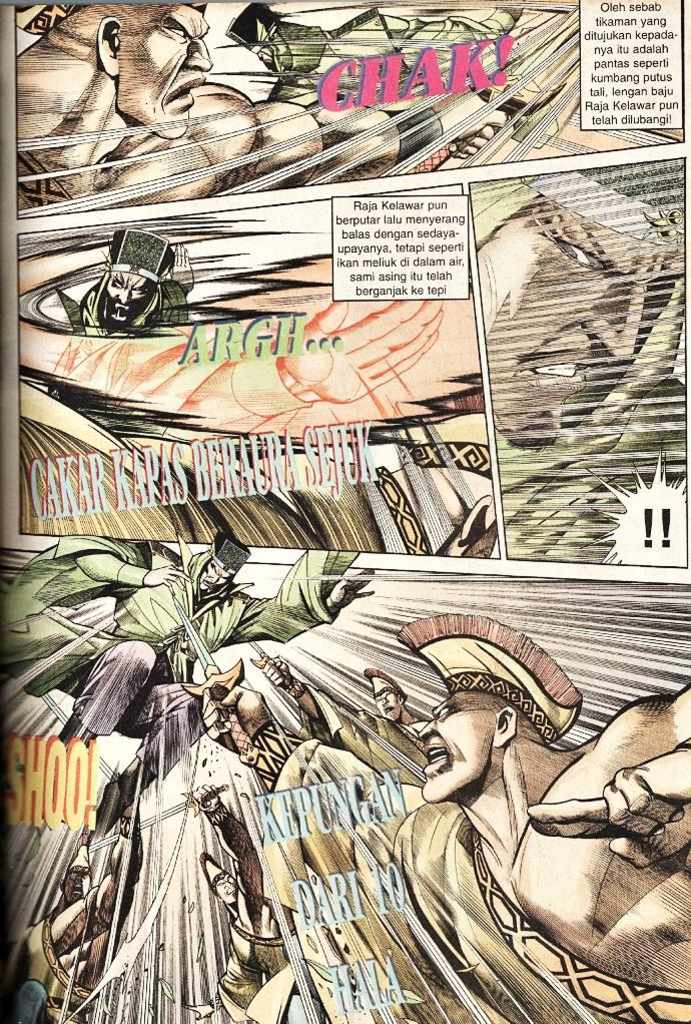 Oleh sebab
tikaman yang
ditujukan kepada-
nya itu adalah
pantas seperti
kumbang putus
tali, lengan baju
Raja Kelawar pun
telah dilubangi!
CHAK!
Raja Kelawar pun
berputar lalu menyerang
balas dengan sedaya-
upayanya, tetapi seperti
ikan meliuk di dalam air,
sami asing itu telah
berganjak ke tepi
ARGH...
CAKAR KAPAS BERAURA SEJUK
!!
SHOO!
KEPUNGAN
DARI 10
HALA